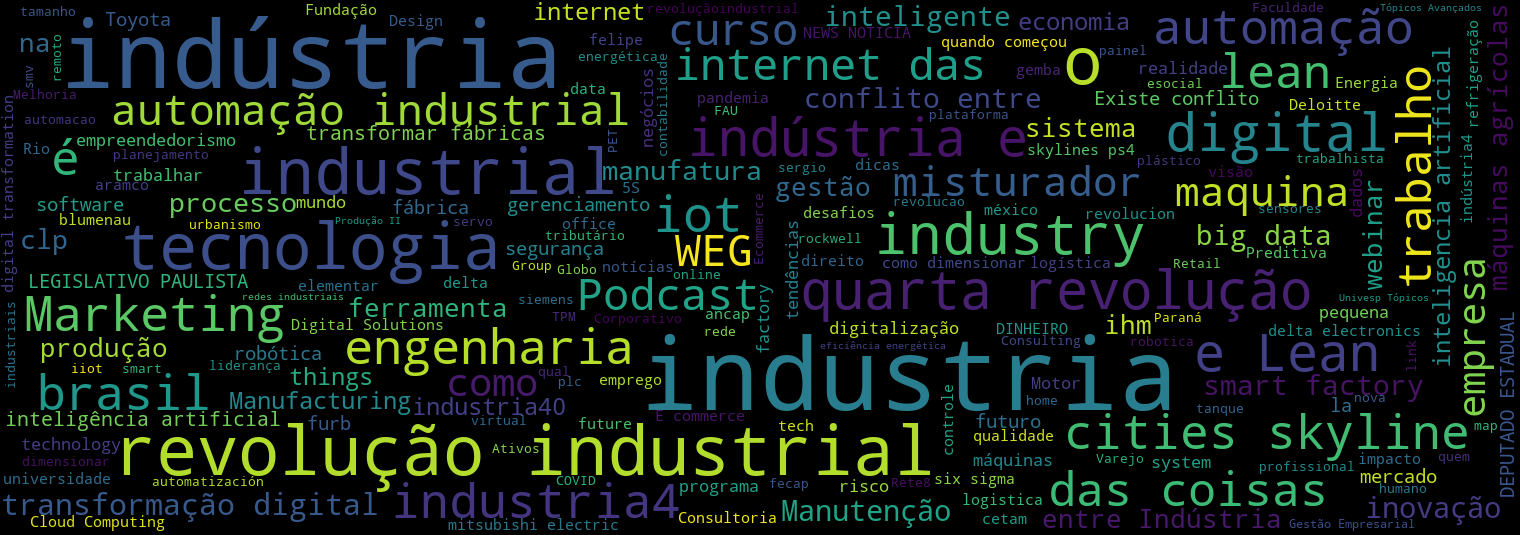 tamanho
Toyota
Fundação
Design
internet
revoluçãoindustrial
inteligente
economia
Faculdade
Tópicos Avançados
na
indústria
felipe
curso
NEWS NOTICIA
quando começou
painel
automação
máquinas agrícolas
smv
remoto
energética
internet das
o
gemba
realidade
esocial
lean
Energia
refrigeração
Melhoria
automação industrial
data
negócios
contabilidade
pandemia
FAU
conflito entre
plataforma
Existe conflito
Deloitte
trabalho
inteligencia artificial
automacao
empreendedorismo
transformar fábricas
PET
indústria e
sistema
skylines ps4
digital
indústria4
Rio
é
planejamento
trabalhar
industrial
manufatura
sergio
dicas
plástico
trabalhista
digital transformation
aramco
5S
gestão
misturador
visão
maquina
dados
webinar
software
processo
mundo
fábrica
gerenciamento
iot
Ecommerce
desafios
revolucao
méxico
revolucion
sensores
blumenau
urbanismo
Produção II
servo
office
clp
tecnologia
tributário
WEG
tendências
rockwell
industry
big data
segurança
direito
Preditiva
Group
Globo
notícias
online
como dimensionar
logística
Retail
LEGISLATIVO PAULISTA
elementar
delta
redes industriais
siemens
Podcast
quarta revolução
Univesp Tópicos
empresa
Marketing
ferramenta
TPM
Corporativo
ancap
factory
ihm
Paraná
pequena
Digital Solutions
rede
digitalização
DINHEIRO
delta electronics
DEPUTADO ESTADUAL
industriais
produção
robótica
engenharia
eficiência energética
Consulting
robotica
link
iiot
smart
liderança
industria
e Lean
brasil
things
como
qual
plc
emprego
Motor
smart factory
Manufacturing
industria40
home
tanque
la
nova
inteligência artificial
furb
virtual
future
E commerce
tech
controle
futuro
cities skyline
map
technology
revolução industrial
Ativos
qualidade
dimensionar
máquinas
Varejo
system
profissional
impacto
quem
universidade
automatización
COVID
programa
fecap
risco
Rete8
six sigma
mercado
humano
transformação digital
industria4
logistica
das coisas
inovação
Cloud Computing
mitsubishi electric
Consultoria
Manutenção
cetam
entre Indústria
Gestão Empresarial